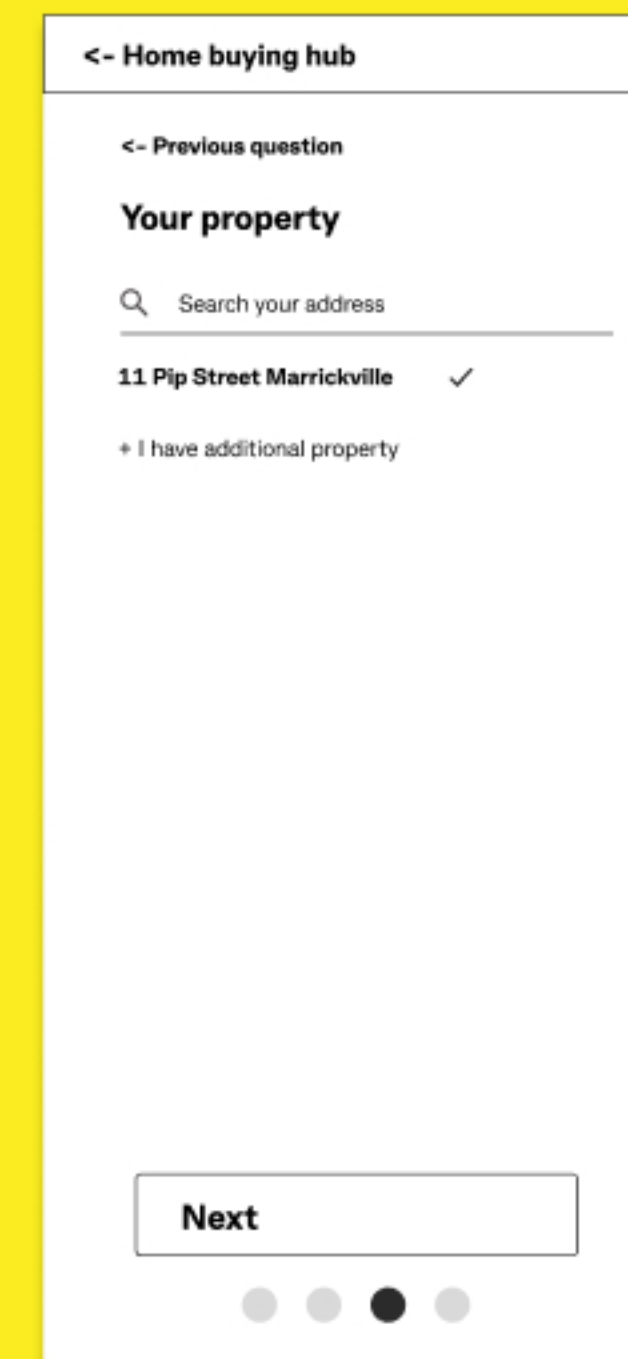 <- Home buying hub
<- Previous question
Your property
Search your address
11 Pip Street Marrickville
+ I have additional property
Next